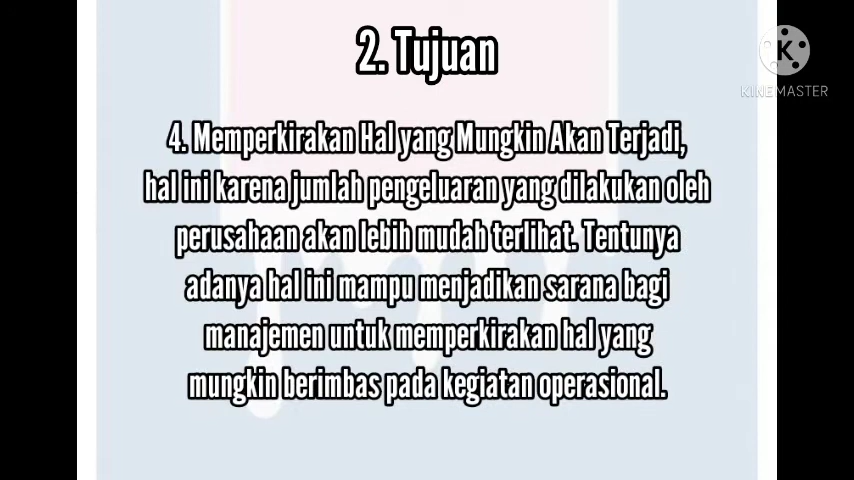 2. Tujuan
K
KINEMASTER
4. Memperkirakan Hal yang Mungkin Akan Terjadi,
hal ini karena jumlah pengeluaran yang dilakukan oleh
perusahaan akan lebih mudah terlihat. Tentunya
adanya hal ini mampu menjadikan sarana bagi
manajemen untuk memperkirakan hal yang
mungkin berimbas pada kegiatan operasional.